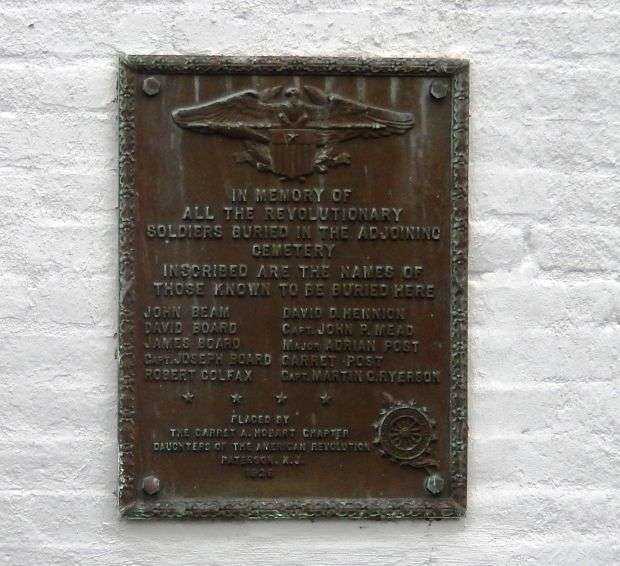 IN MEMORY OF
ALL THE REVOLUTIONARY
SOLDIERS BURIED IN THE ADJOINING
CEMETERY
INSCRIBED ARE THE NAMES OF
THOSE KNOWN TO BE BURIED HERE
JOHN BEAM
DAVID BOARD
JAMES BOARD
CAPT. JOSEPH BOARD
ROBERT COLFAX
DAVID D. HENNION
CAPT. JOHN P. MEAD
MAJOR ADRIAN POST
GARRET POST
CAPT. MARTIN G. RYERSON
PLACED BY
THE GARRET A. HOBART CHAPTER
DAUGHTERS OF THE AMERICAN REVOLUTION
PATERSON, N.J.